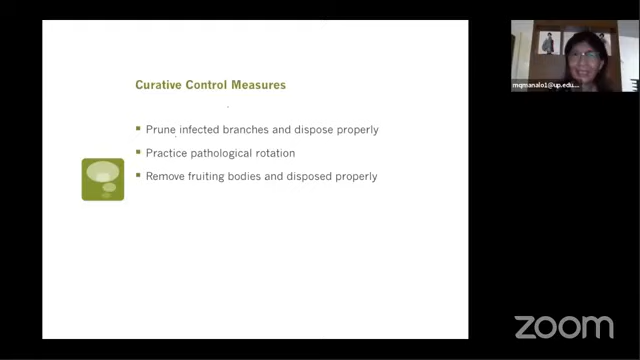 Curative Control Measures
Prune infected branches and dispose properly
Practice pathological rotation
Remove fruiting bodies and disposed properly
mqmanalo1@up.edu...
zoom